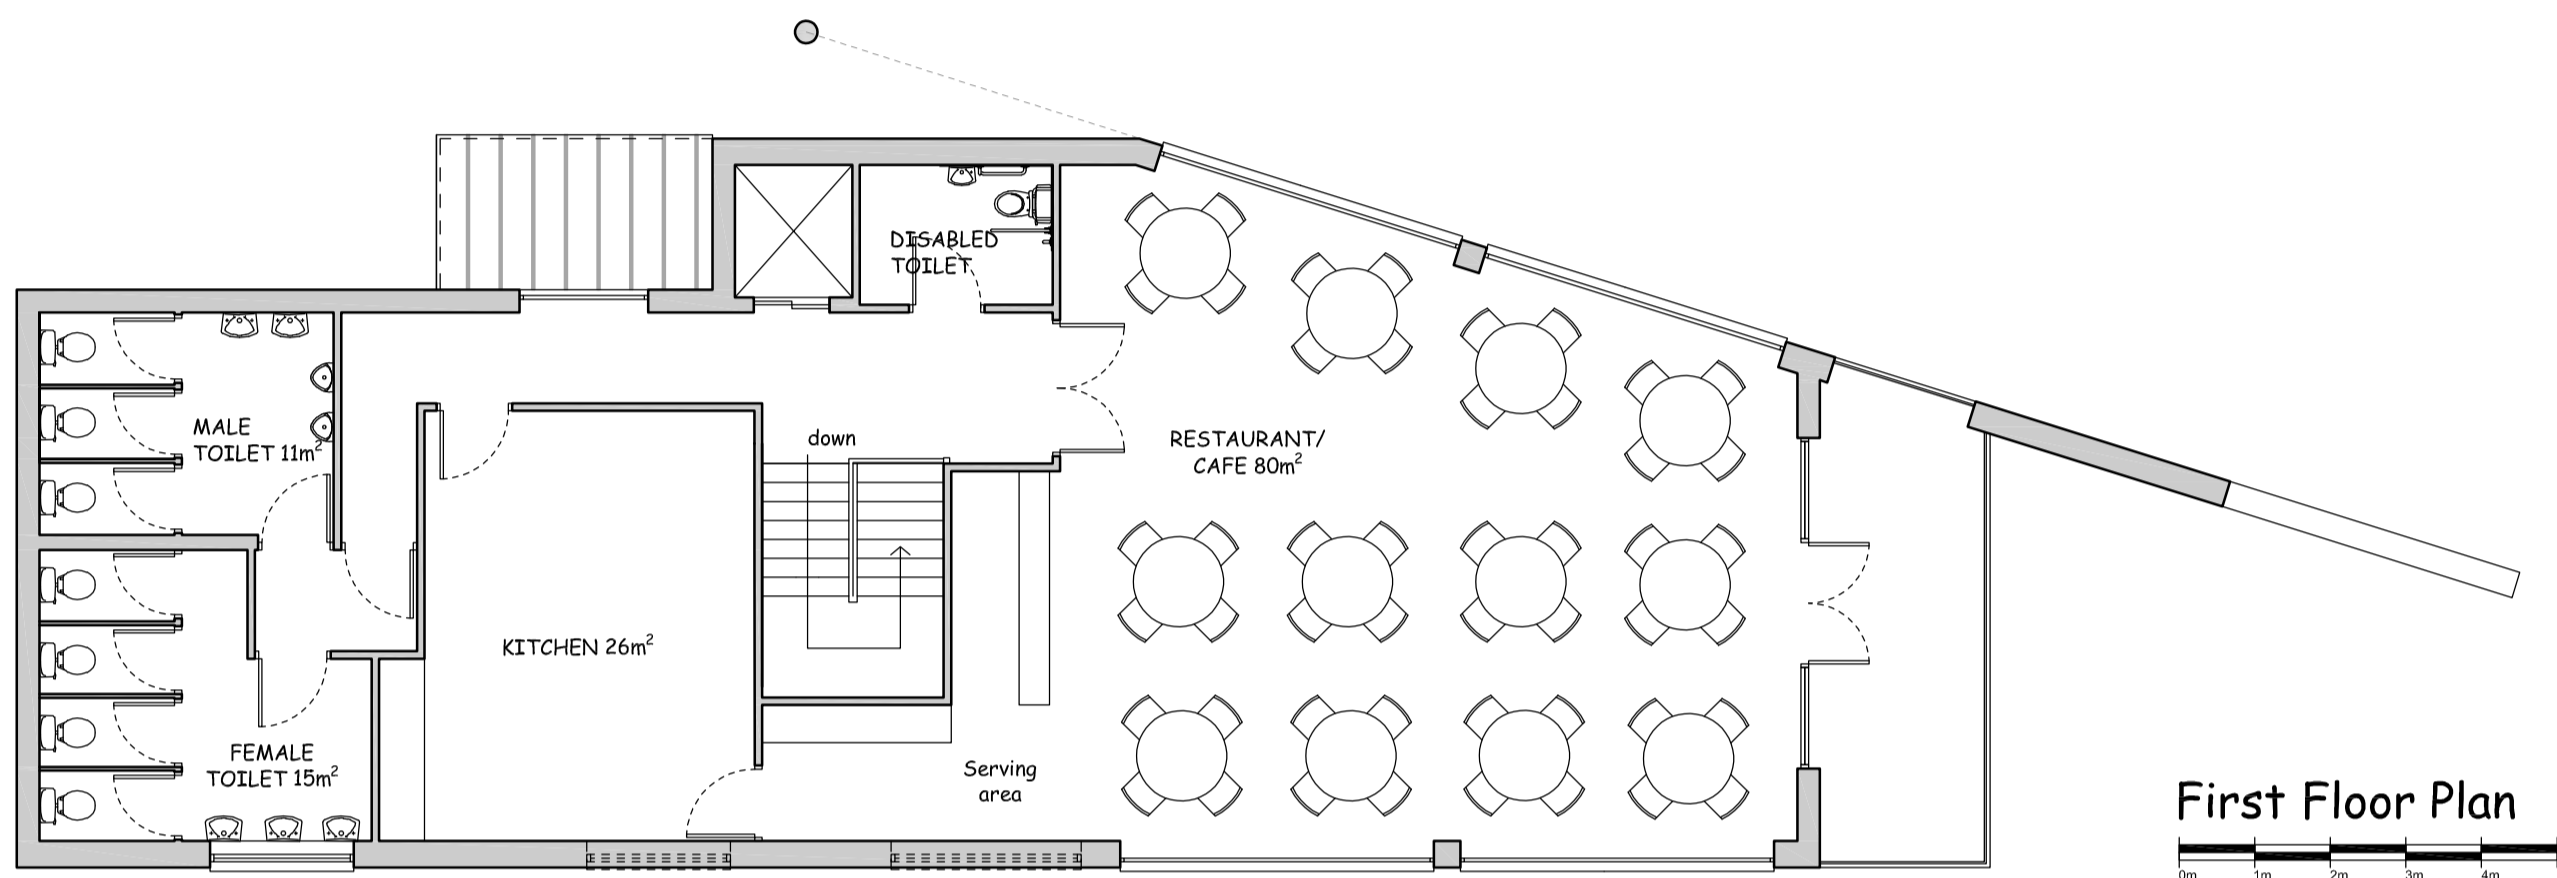 DISABLED
TOILET
MALE
TOILET 11m²
down
RESTAURANT/
CAFE 80m²
KITCHEN 26m²
FEMALE
TOILET 15m²
Serving
area
First Floor Plan
0m 1m 2m 3m 4m